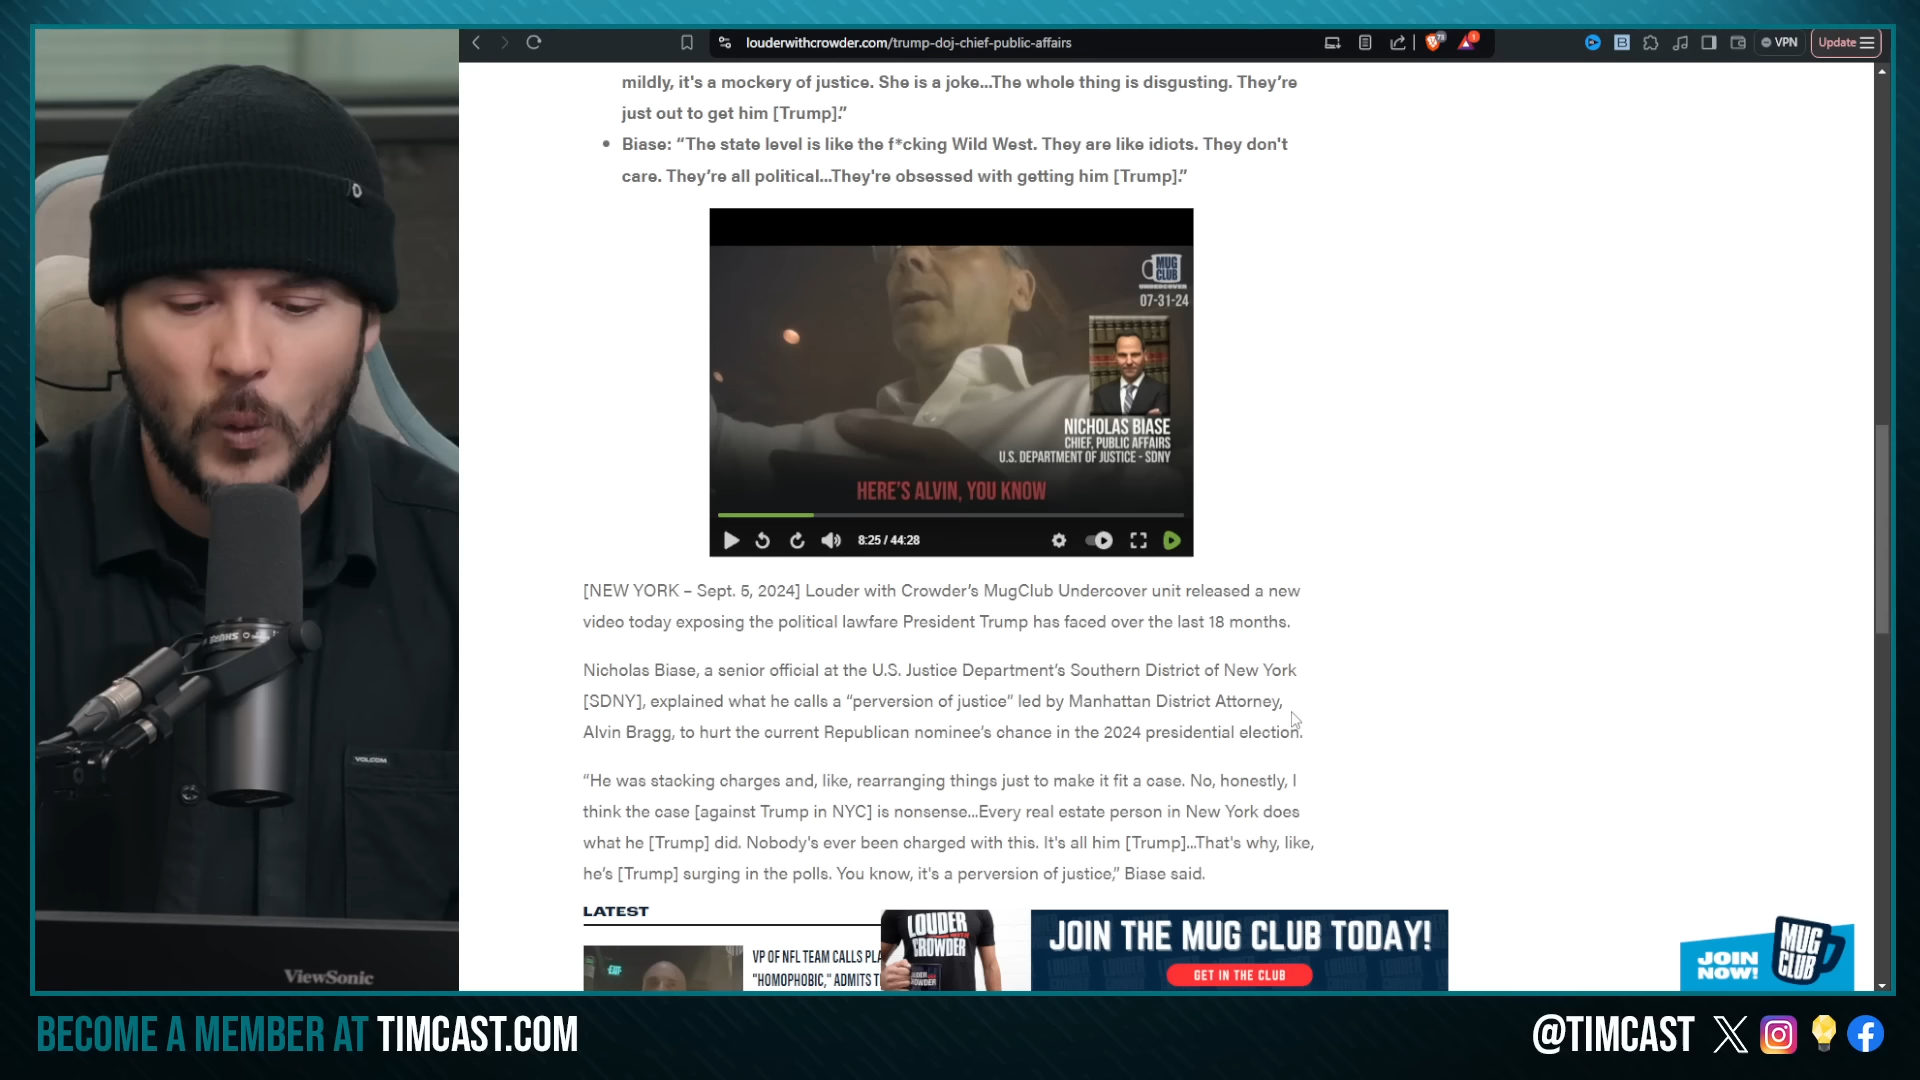 louderwithcrowder.com/trump-doj-chief-public-affairs
VPN
Update
mildly, it's a mockery of justice. She is a joke...The whole thing is disgusting. They’re
just out to get him [Trump].”
• Biase: “The state level is like the f*cking Wild West. They are like idiots. They don't
care. They’re all political...They're obsessed with getting him [Trump].”
MUG
CLUB
UNDERCOVER
07-31-24
NICHOLAS BIASE
CHIEF, PUBLIC AFFAIRS
U.S. DEPARTMENT OF JUSTICE - SDNY
HERE'S ALVIN, YOU KNOW
8:25 / 44:28
[NEW YORK – Sept. 5, 2024] Louder with Crowder’s MugClub Undercover unit released a new
video today exposing the political lawfare President Trump has faced over the last 18 months.
Nicholas Biase, a senior official at the U.S. Justice Department’s Southern District of New York
[SDNY], explained what he calls a “perversion of justice” led by Manhattan District Attorney,
Alvin Bragg, to hurt the current Republican nominee’s chance in the 2024 presidential election.
“He was stacking charges and, like, rearranging things just to make it fit a case. No, honestly, I
think the case [against Trump in NYC] is nonsense...Every real estate person in New York does
what he [Trump] did. Nobody's ever been charged with this. It's all him [Trump]...That's why, like,
he’s [Trump] surging in the polls. You know, it's a perversion of justice,” Biase said.
LATEST
VP OF NFL TEAM CALLS PLA
"HOMOPHOBIC," ADMITS T
LOUDER
CROWDER
JOIN THE MUG CLUB TODAY!
GET IN THE CLUB
JOIN
NOW!
MUG
CLUB
SHURE
VOLCOM
ViewSonic
BECOME A MEMBER AT TIMCAST.COM
@TIMCAST